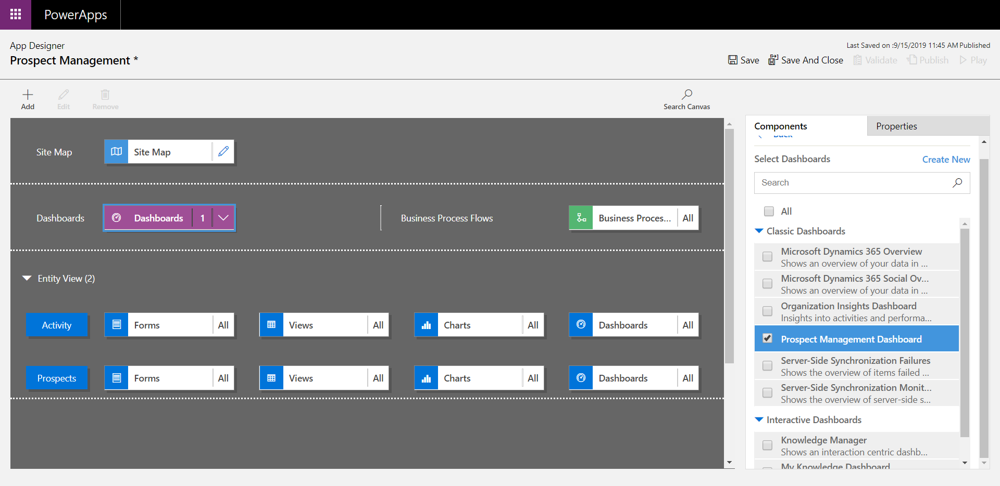 PowerApps
App Designer
Prospect Management *
Last Saved on :9/15/2019 11:45 AM Published
Save
Save And Close
Validate
Publish
Play
Add
Edit
Remove
Search Canvas
Site Map
Site Map
Dashboards
Dashboards
1
Business Process Flows
Business Proces...
All
Entity View (2)
Activity
Forms
All
Views
All
Charts
All
Dashboards
All
Prospects
Forms
All
Views
All
Charts
All
Dashboards
All
Components
Properties
Back
Select Dashboards
Create New
Search
All
Classic Dashboards
Microsoft Dynamics 365 Overview
Shows an overview of your data in ...
Microsoft Dynamics 365 Social Ov...
Shows an overview of your data in ...
Organization Insights Dashboard
Insights into activities and performa...
Prospect Management Dashboard
Server-Side Synchronization Failures
Shows the overview of items failed ...
Server-Side Synchronization Monit...
Shows the overview of server-side s...
Interactive Dashboards
Knowledge Manager
Shows an interaction centric dashb...
My Knowledge Dashboard